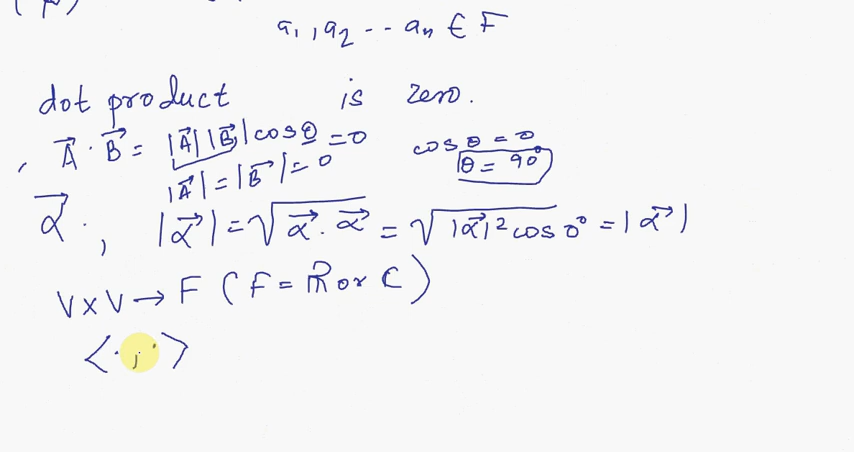 a₁, a₂ -- aₙ ∈ F
dot product is zero.
A⃗ · B⃗ = |A⃗| |B⃗| cos θ = 0 cos θ = 0
|A⃗| = |B⃗| = 0 θ = 90°
α⃗ , |α⃗| = √(α⃗ . α⃗) = √(|α⃗|² cos 0°) = |α⃗|
V × V → F (F = ℝ or ℂ)
<·,·>